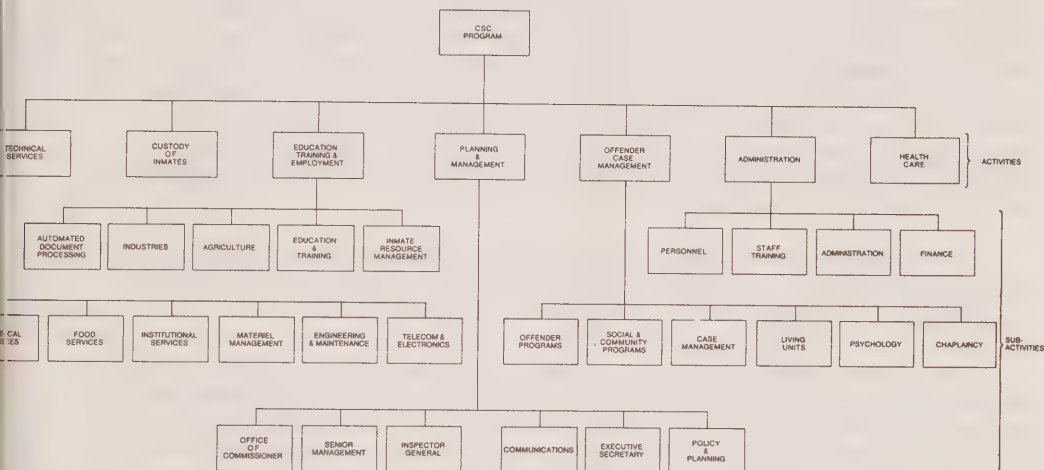 CSC
PROGRAM
TECHNICAL
SERVICES
CUSTODY
OF
INMATES
EDUCATION
TRAINING &
EMPLOYMENT
PLANNING
&
MANAGEMENT
OFFENDER
CASE
MANAGEMENT
ADMINISTRATION
HEALTH
CARE
ACTIVITIES
AUTOMATED
DOCUMENT
PROCESSING
INDUSTRIES
AGRICULTURE
EDUCATION
&
TRAINING
INMATE
RESOURCE
MANAGEMENT
PERSONNEL
STAFF
TRAINING
ADMINISTRATION
FINANCE
FOOD
SERVICES
INSTITUTIONAL
SERVICES
MATERIEL
MANAGEMENT
ENGINEERING
& MAINTENANCE
TELECOM &
ELECTRONICS
OFFENDER
PROGRAMS
SOCIAL &
COMMUNITY
PROGRAMS
CASE
MANAGEMENT
LIVING
UNITS
PSYCHOLOGY
CHAPLAINCY
SUB-
ACTIVITIES
OFFICE
OF
COMMISSIONER
SENIOR
MANAGEMENT
INSPECTOR
GENERAL
COMMUNICATIONS
EXECUTIVE
SECRETARY
POLICY
&
PLANNING